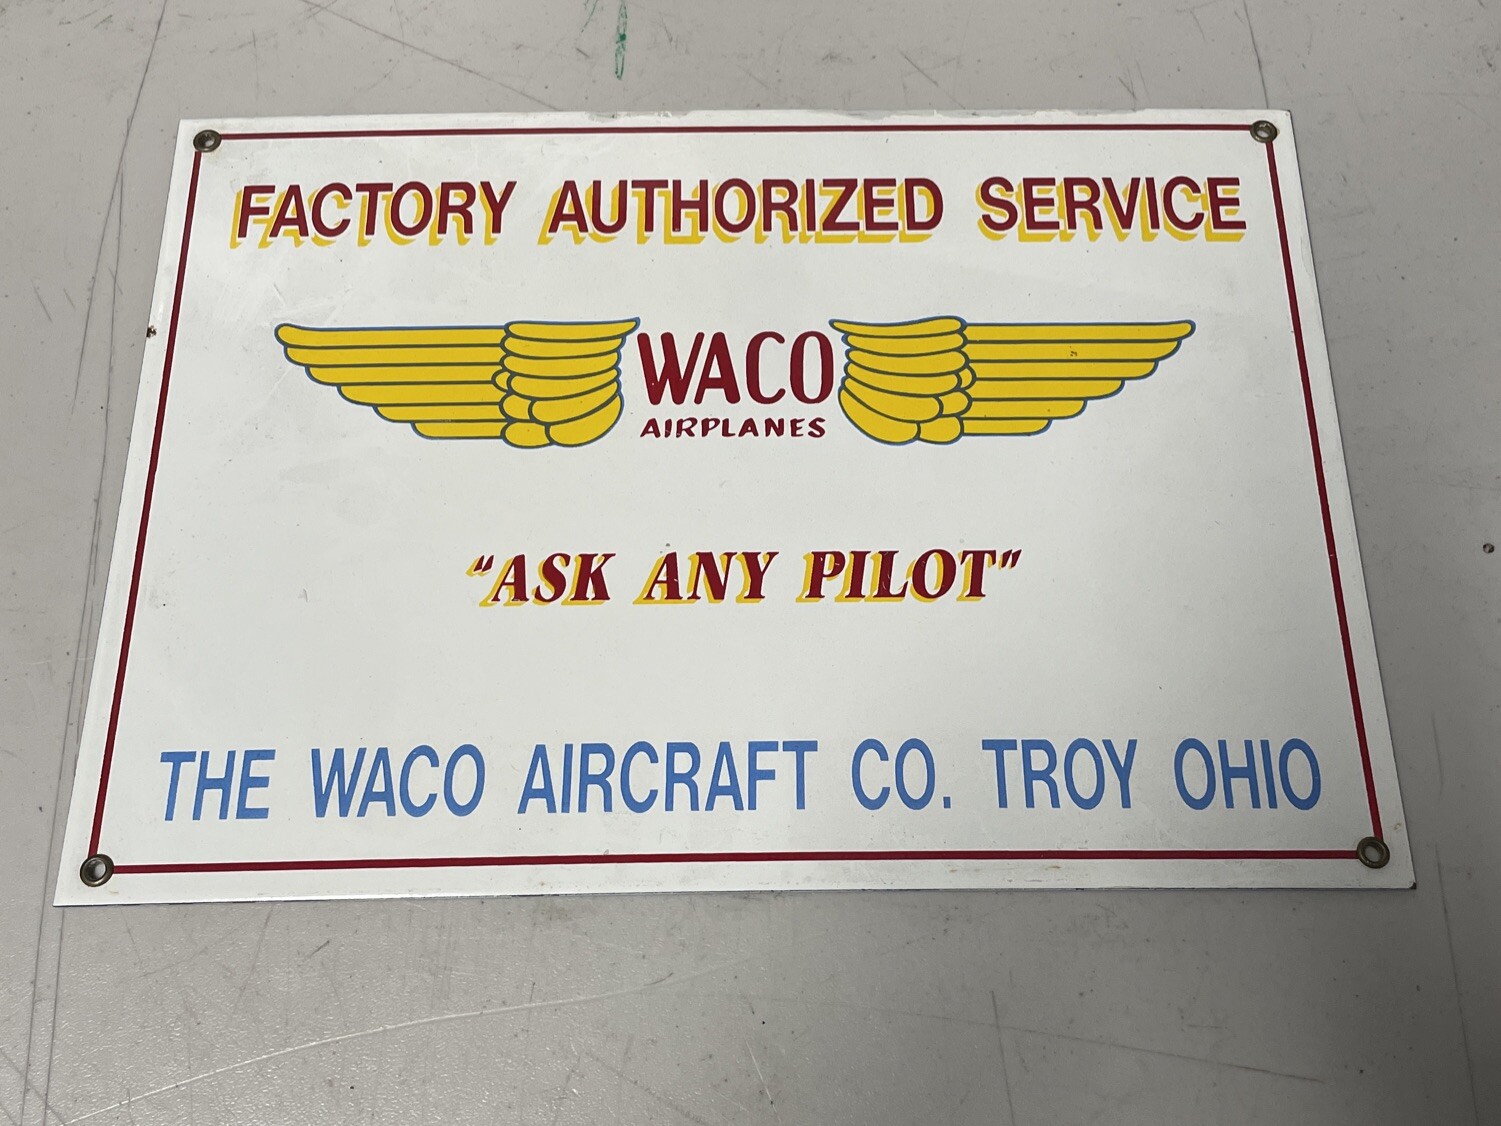 FACTORY AUTHORIZED SERVICE
WACO
AIRPLANES
"ASK ANY PILOT"
THE WACO AIRCRAFT CO. TROY OHIO